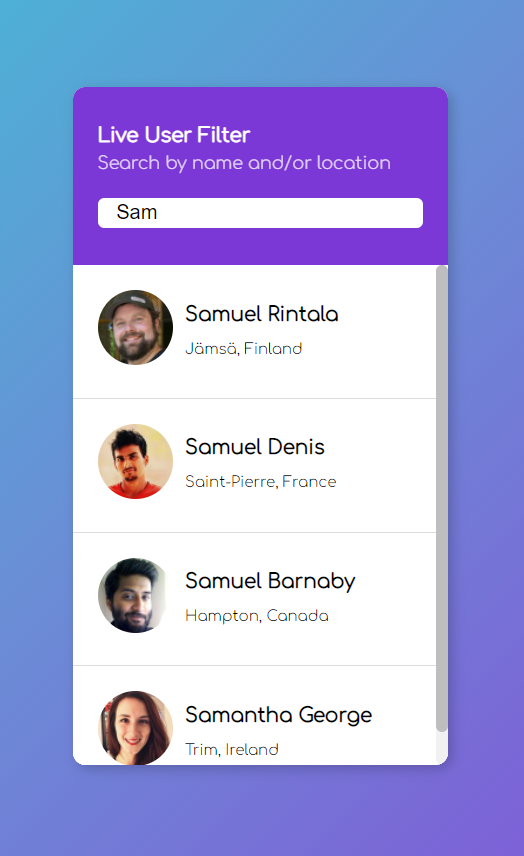 Live User Filter
Search by name and/or location
Sam
Samuel Rintala
Jämsä, Finland
Samuel Denis
Saint-Pierre, France
Samuel Barnaby
Hampton, Canada
Samantha George
Trim, Ireland